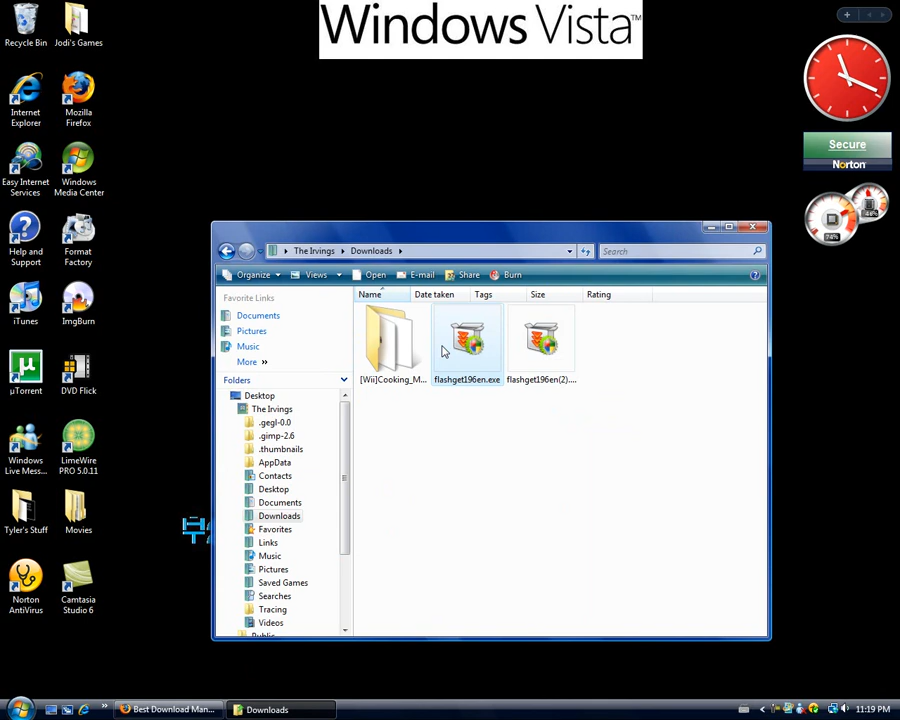 Windows Vista™
Recycle Bin
Jodi's Games
Internet Explorer
Mozilla Firefox
Easy Internet Services
Windows Media Center
Help and Support
Format Factory
iTunes
ImgBurn
µTorrent
DVD Flick
Windows Live Mess...
LimeWire PRO 5.0.11
Tyler's Stuff
Movies
Norton AntiVirus
Camtasia Studio 6
Secure
Norton
74%
The Irvings
Downloads
Search
Organize
Views
Open
E-mail
Share
Burn
Favorite Links
Documents
Pictures
Music
More »
Folders
Desktop
The Irvings
.gegl-0.0
.gimp-2.6
.thumbnails
AppData
Contacts
Desktop
Documents
Downloads
Favorites
Links
Music
Pictures
Saved Games
Searches
Tracing
Videos
Public
Name
Date taken
Tags
Size
Rating
[Wii]Cooking_M...
flashget196en.exe
flashget196en(2)....
Best Download Man...
Downloads
11:19 PM